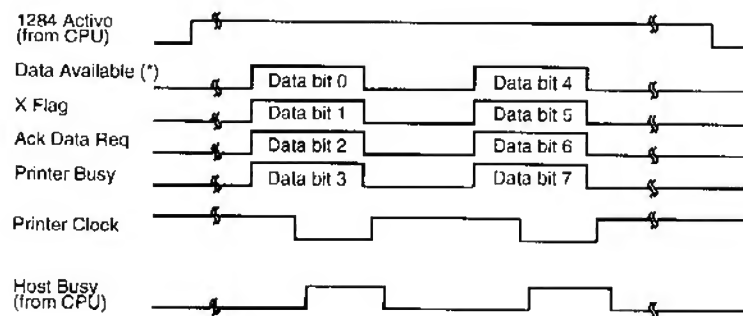 1284 Active
(from CPU)
Data Available (*)
Data bit 0
Data bit 4
X Flag
Data bit 1
Data bit 5
Ack Data Req
Data bit 2
Data bit 6
Printer Busy
Data bit 3
Data bit 7
Printer Clock
Host Busy
(from CPU)